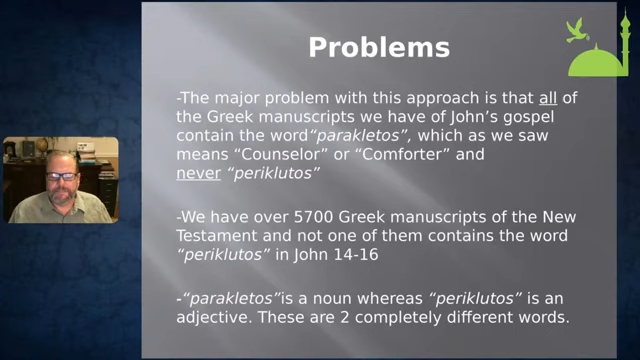 Problems
-The major problem with this approach is that all of
the Greek manuscripts we have of John’s gospel
contain the word“parakletos”, which as we saw
means “Counselor” or “Comforter” and
never “periklutos”
-We have over 5700 Greek manuscripts of the New
Testament and not one of them contains the word
“periklutos” in John 14-16
-“parakletos”is a noun whereas “periklutos” is an
adjective. These are 2 completely different words.